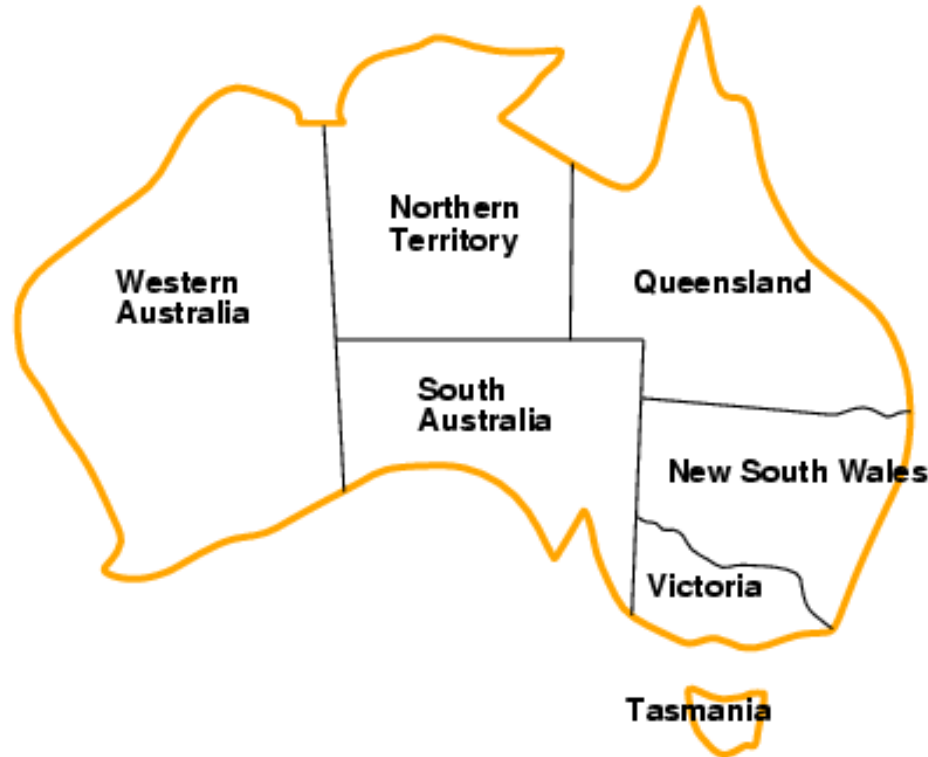 Northern
Territory
Western
Australia
Queensland
South
Australia
New South Wales
Victoria
Tasmania